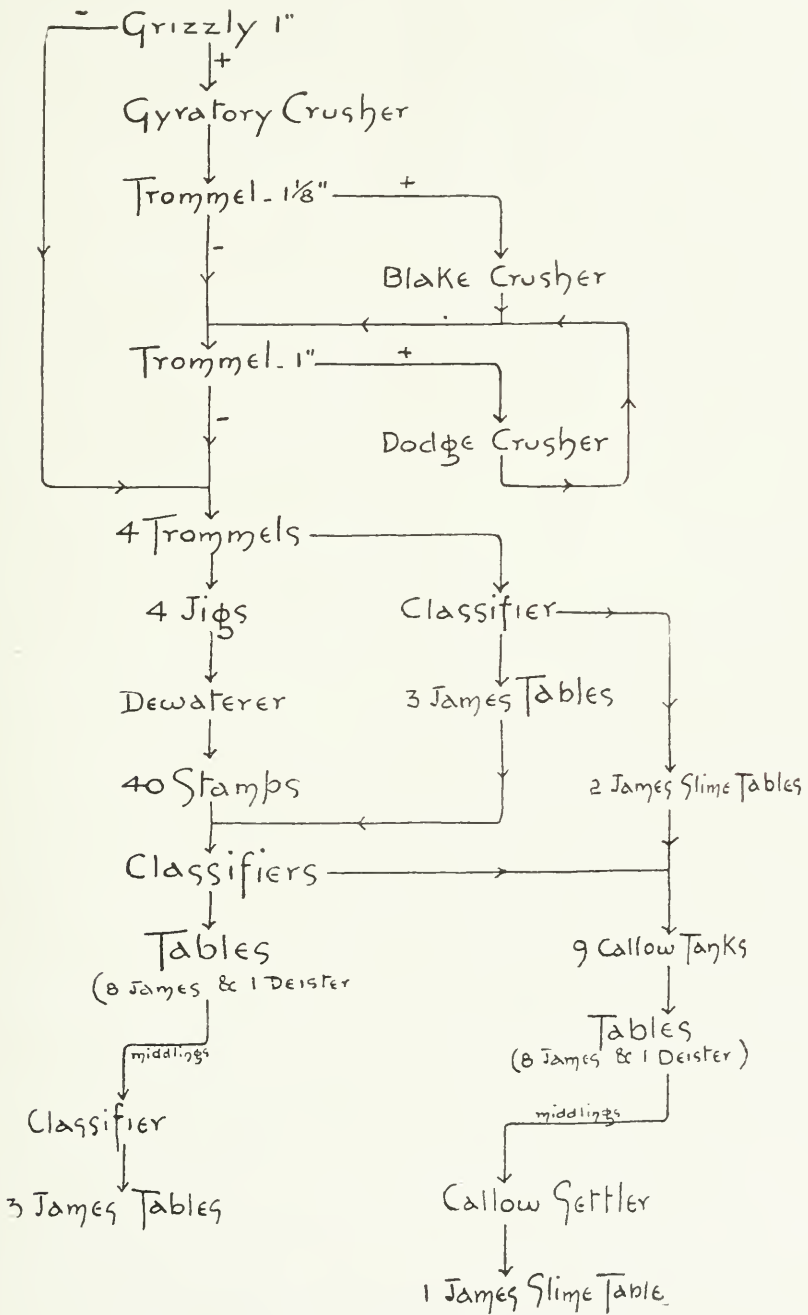 - Grizzly 1"
+
Gyratory Crusher
Trommel - 1 1/8" +
-
Blake Crusher
Trommel - 1" +
-
Dodge Crusher
4 Trommels
4 Jigs Classifier
Dewaterer 3 James Tables
40 Stamps 2 James Slime Tables
Classifiers
Tables 9 Callow Tanks
(8 James & 1 Deister
Tables
(8 James & 1 Deister)
middlings
middlings
Classifier
3 James Tables Callow Settler
1 James Slime Table